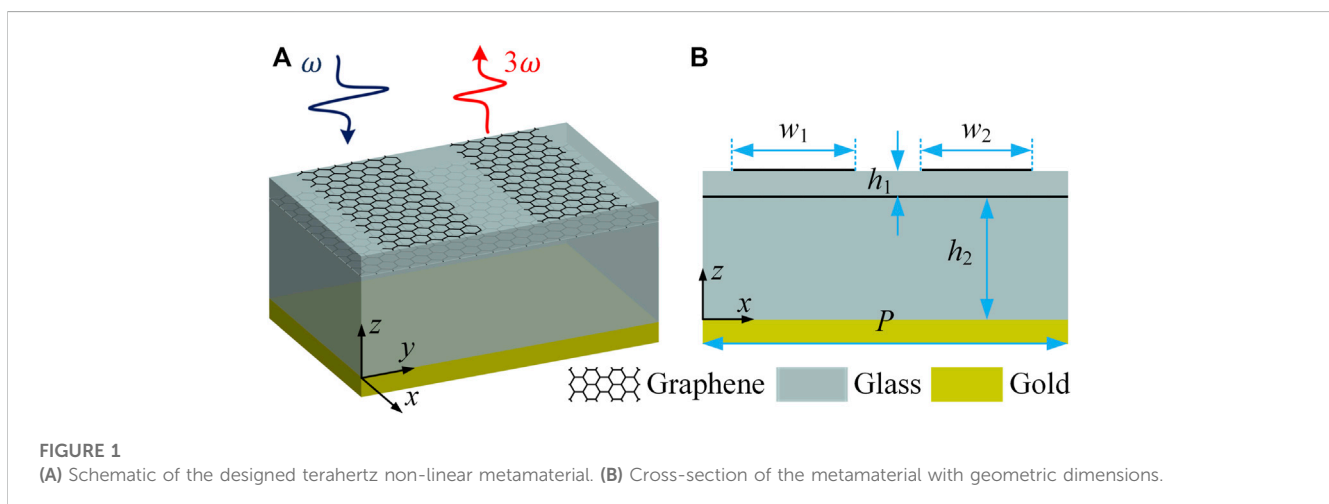 A
ω
3ω
z
y
x
B
w₁
w₂
h₁
h₂
z
x
P
Graphene
Glass
Gold
FIGURE 1
(A) Schematic of the designed terahertz non-linear metamaterial. (B) Cross-section of the metamaterial with geometric dimensions.